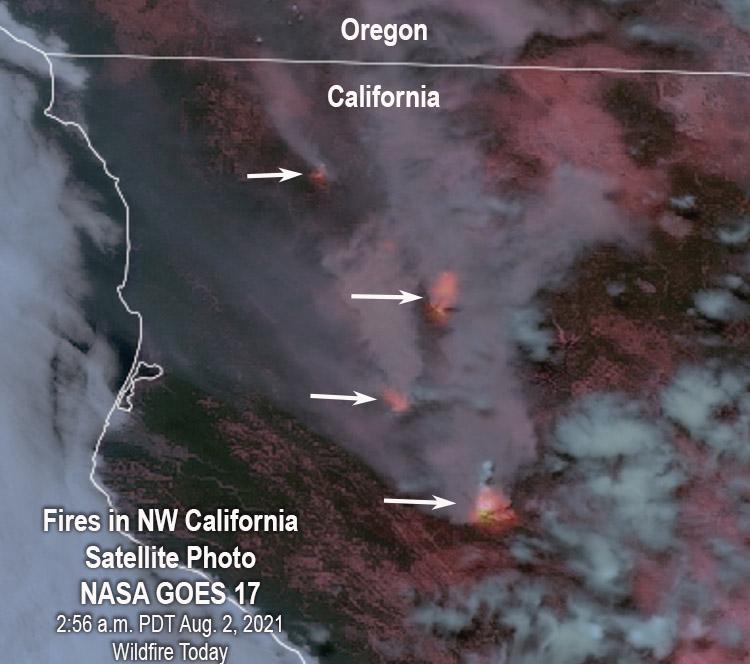 Oregon
California
Fires in NW California
Satellite Photo
NASA GOES 17
2:56 a.m. PDT Aug. 2, 2021
Wildfire Today